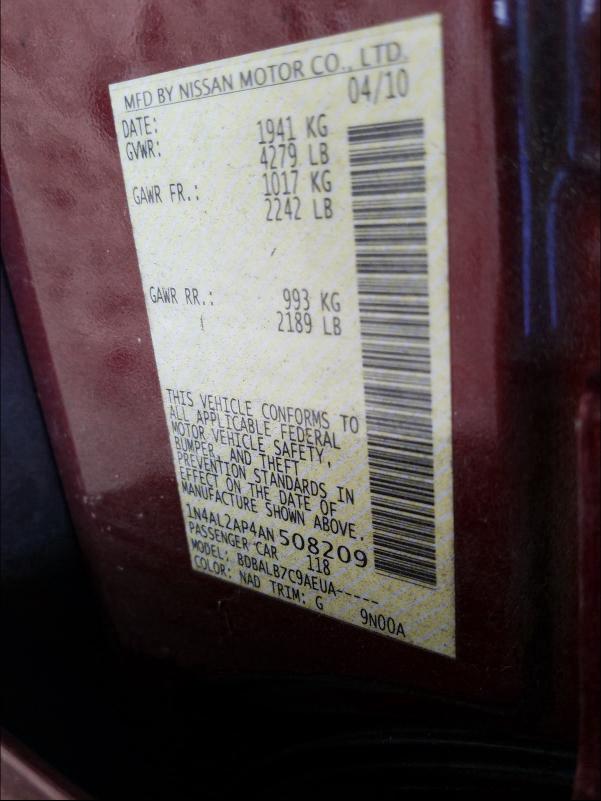 MFD BY NISSAN MOTOR CO., LTD.
DATE: 04/10
GVWR: 1941 KG
4279 LB
GAWR FR.: 1017 KG
2242 LB
GAWR RR.: 993 KG
2189 LB
THIS VEHICLE CONFORMS TO
ALL APPLICABLE FEDERAL
MOTOR VEHICLE SAFETY,
BUMPER, AND THEFT
PREVENTION STANDARDS IN
EFFECT ON THE DATE OF
MANUFACTURE SHOWN ABOVE.
1N4AL2AP4AN508209
PASSENGER CAR 118
MODEL: BDBALB7C9AEUA-----
COLOR: NAD TRIM: G 9N00A